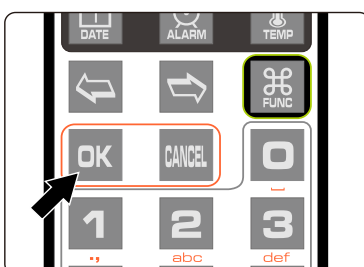 DATE ALARM TEMP
FUNC
OK CANCEL 0
1 2 3
., abc def